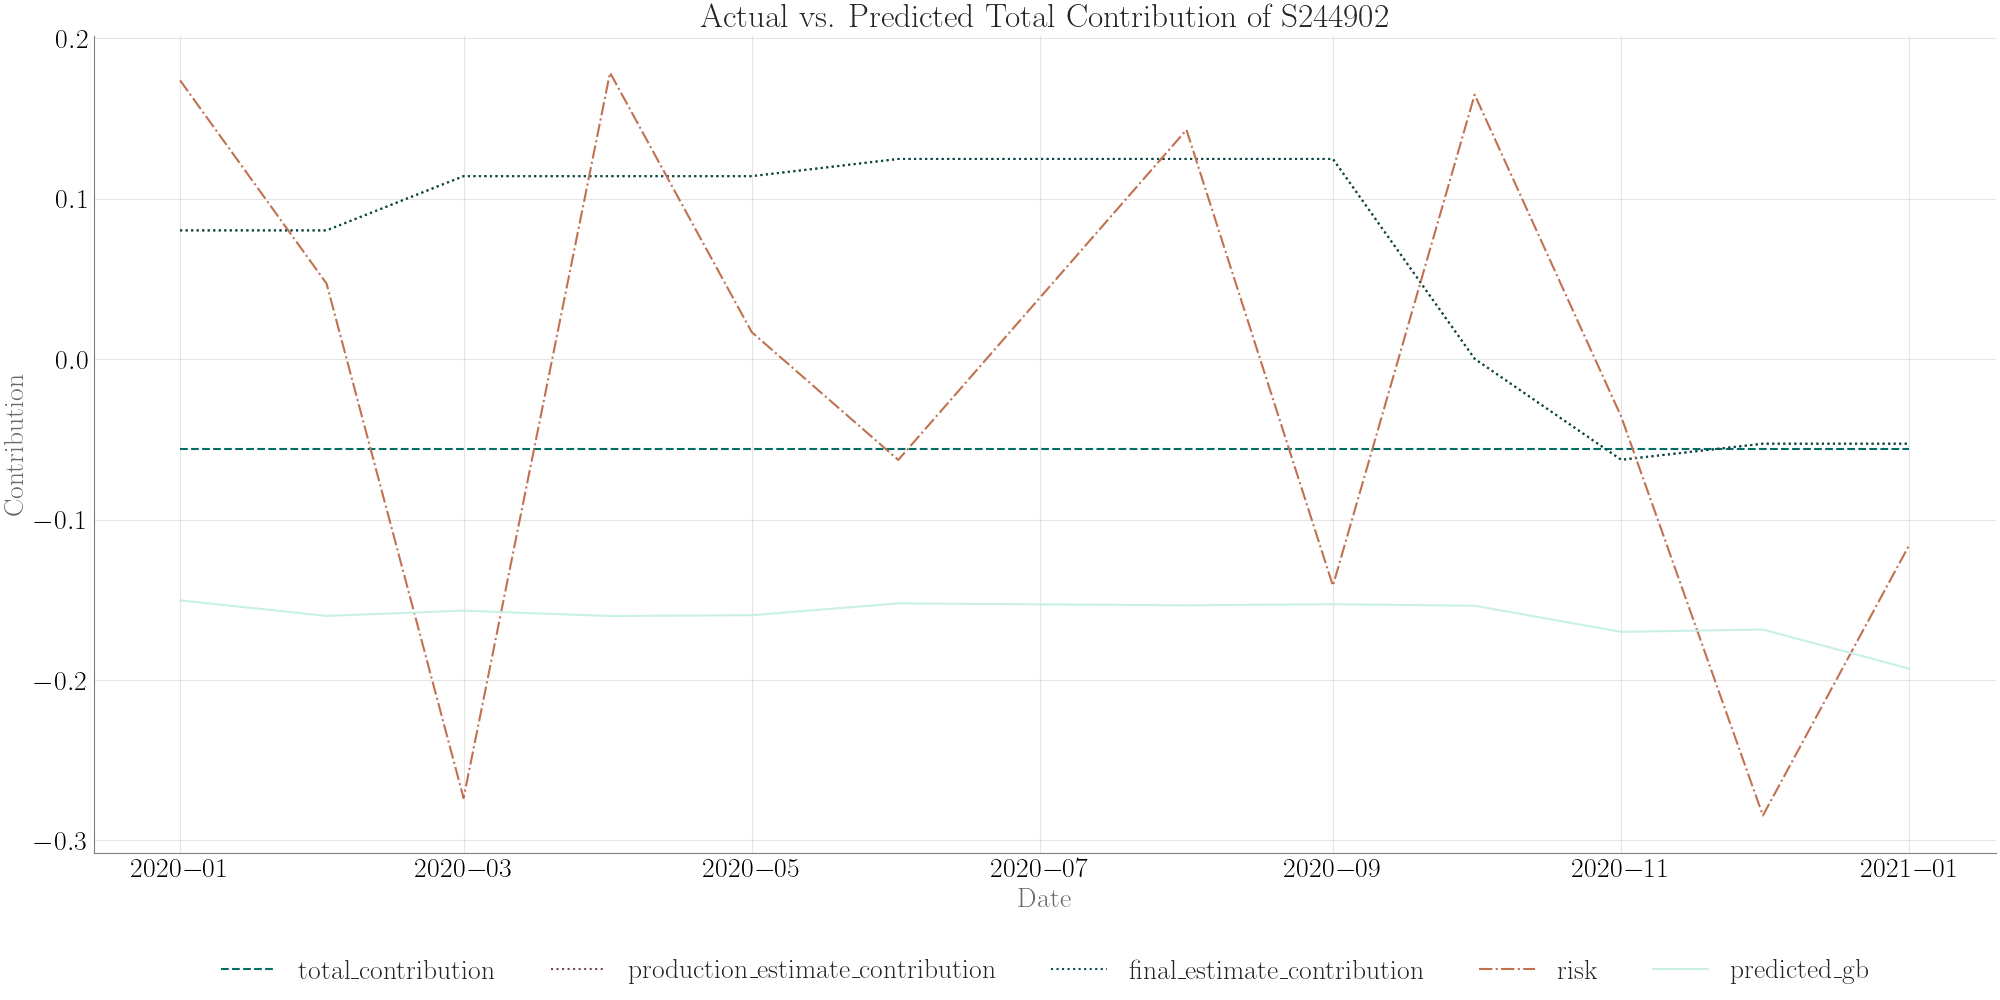 Actual vs. Predicted Total Contribution of S244902
0.2
0.1
0.0
−0.1
−0.2
−0.3
Contribution
2020−01 2020−03 2020−05 2020−07 2020−09 2020−11 2021−01
Date
total_contribution production_estimate_contribution final_estimate_contribution risk predicted_gb